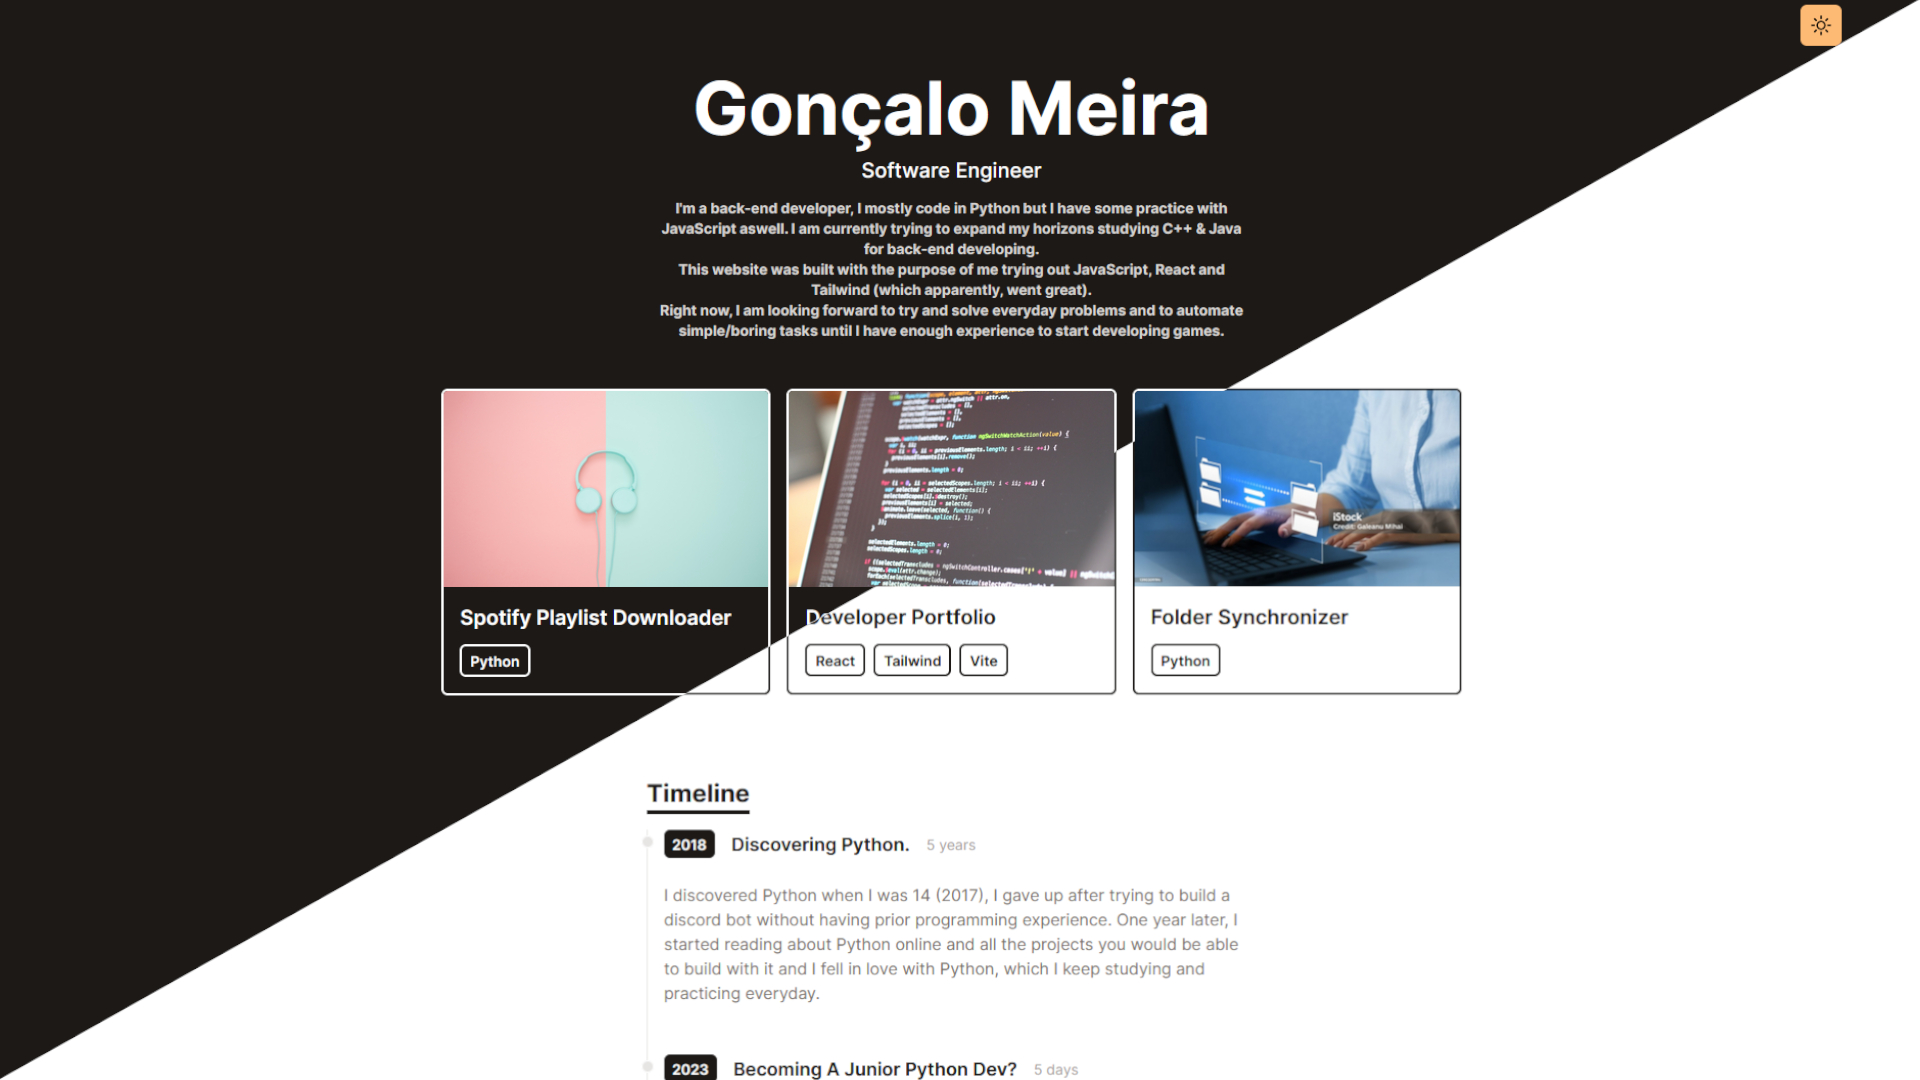 Gonçalo Meira
Software Engineer
I'm a back-end developer, I mostly code in Python but I have some practice with
JavaScript aswell. I am currently trying to expand my horizons studying C++ & Java
for back-end developing.
This website was built with the purpose of me trying out JavaScript, React and
Tailwind (which apparently, went great).
Right now, I am looking forward to try and solve everyday problems and to automate
simple/boring tasks until I have enough experience to start developing games.
iStock
Credit: Galeanu Mihai
Spotify Playlist Downloader
Python
Developer Portfolio
React Tailwind Vite
Folder Synchronizer
Python
Timeline
2018 Discovering Python. 5 years
I discovered Python when I was 14 (2017), I gave up after trying to build a
discord bot without having prior programming experience. One year later, I
started reading about Python online and all the projects you would be able
to build with it and I fell in love with Python, which I keep studying and
practicing everyday.
2023 Becoming A Junior Python Dev? 5 days